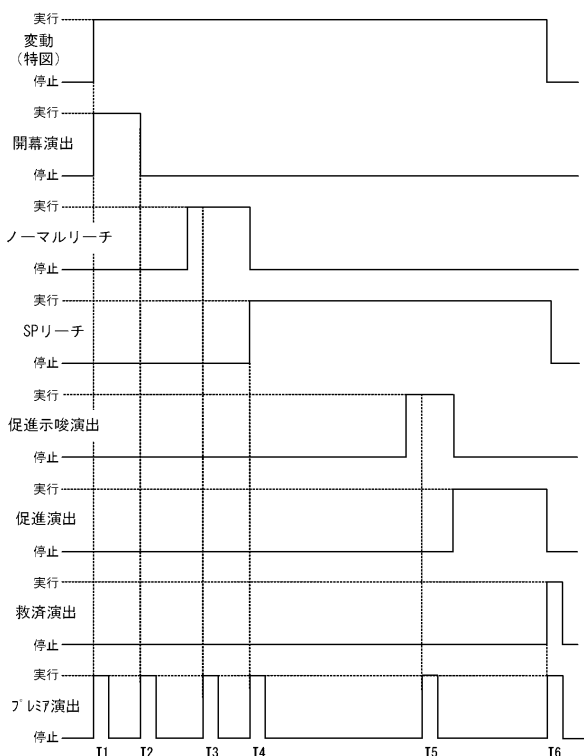 実行
変動
（特図）
停止
実行
開幕演出
停止
実行
ノーマルリーチ
停止
実行
SPリーチ
停止
実行
促進示唆演出
停止
実行
促進演出
停止
実行
救済演出
停止
実行
プレミア演出
停止
T1 T2 T3 T4 T5 T6